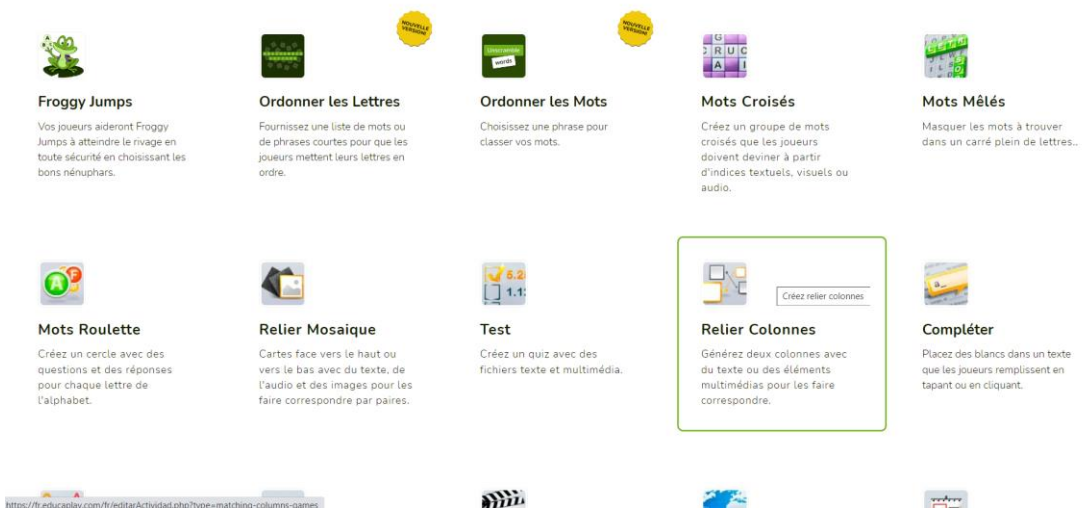 NOUVELLE
VERSION!
NOUVELLE
VERSION!
Froggy Jumps
Vos joueurs aideront Froggy
Jumps à atteindre le rivage en
toute sécurité en choisissant les
bons nénuphars.
Ordonner les Lettres
Fournissez une liste de mots ou
de phrases courtes pour que les
joueurs mettent leurs lettres en
ordre.
Unscramble
words
Ordonner les Mots
Choisissez une phrase pour
classer vos mots.
G
CRUC
A I
Mots Croisés
Créez un groupe de mots
croisés que les joueurs
doivent deviner à partir
d'indices textuels, visuels ou
audio.
Mots Mêlés
Masquer les mots à trouver
dans un carré plein de lettres..
A F
Mots Roulette
Créez un cercle avec des
questions et des réponses
pour chaque lettre de
l'alphabet.
Relier Mosaique
Cartes face vers le haut ou
vers le bas avec du texte, de
l'audio et des images pour les
faire correspondre par paires.
5.2
1.1
Test
Créez un quiz avec des
fichiers texte et multimédia.
Créez relier colonnes
Relier Colonnes
Générez deux colonnes avec
du texte ou des éléments
multimédias pour les faire
correspondre.
Compléter
Placez des blancs dans un texte
que les joueurs remplissent en
tapant ou en cliquant.
https://fr.educaplay.com/fr/editarActividad.php?type=matching-columns-games